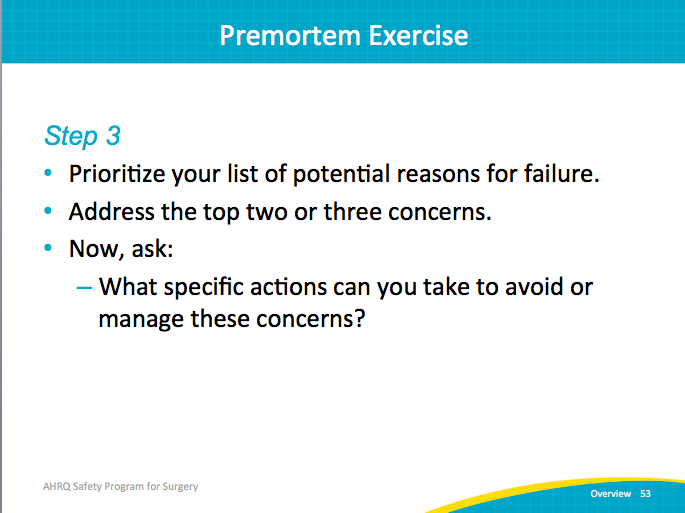 Premortem Exercise
Step 3
• Prioritize your list of potential reasons for failure.
• Address the top two or three concerns.
• Now, ask:
– What specific actions can you take to avoid or
manage these concerns?
AHRQ Safety Program for Surgery
Overview 53